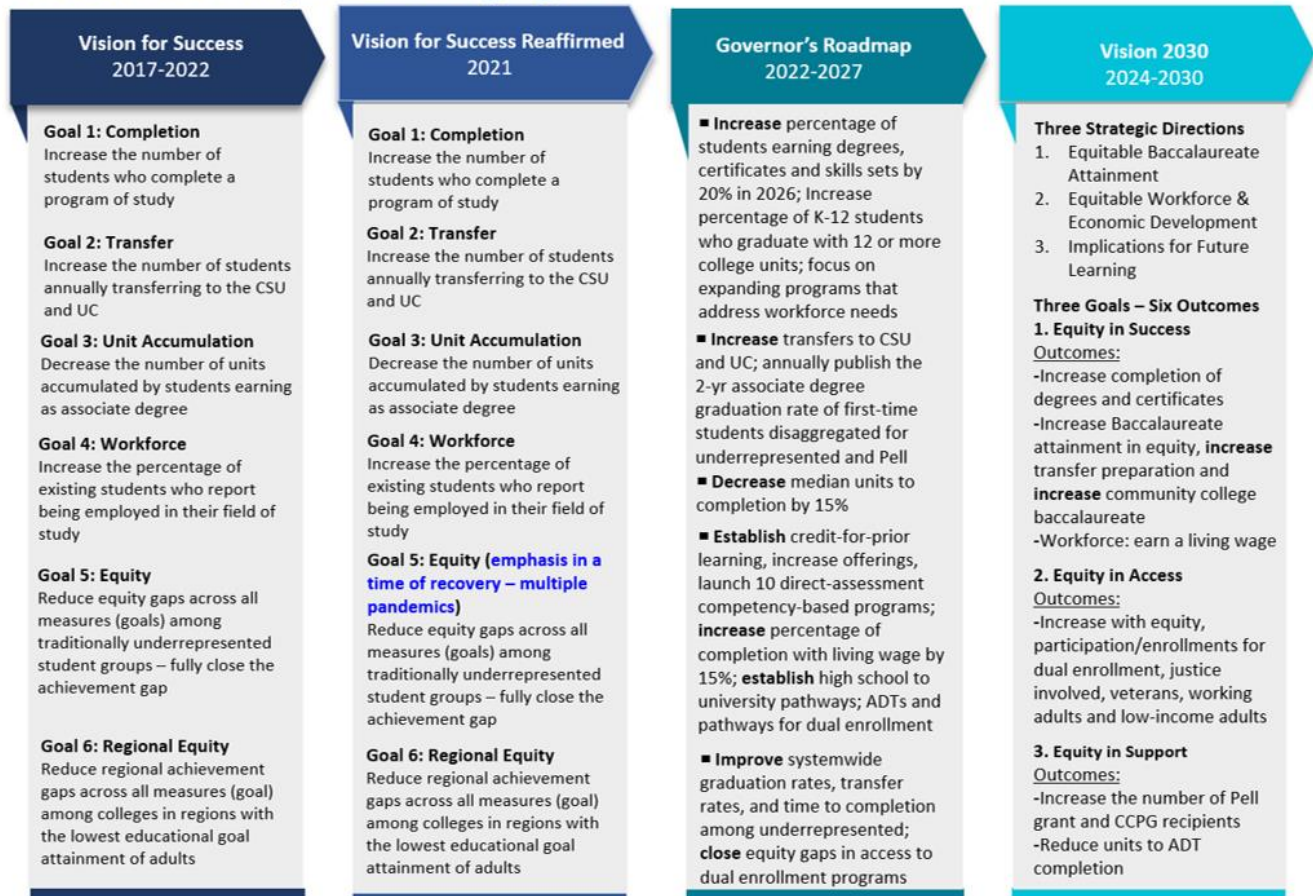 Vision for Success
2017-2022
Goal 1: Completion
Increase the number of
students who complete a
program of study
Goal 2: Transfer
Increase the number of students
annually transferring to the CSU
and UC
Goal 3: Unit Accumulation
Decrease the number of units
accumulated by students earning
as associate degree
Goal 4: Workforce
Increase the percentage of
existing students who report
being employed in their field of
study
Goal 5: Equity
Reduce equity gaps across all
measures (goals) among
traditionally underrepresented
student groups – fully close the
achievement gap
Goal 6: Regional Equity
Reduce regional achievement
gaps across all measures (goal)
among colleges in regions with
the lowest educational goal
attainment of adults
Vision for Success Reaffirmed
2021
Goal 1: Completion
Increase the number of
students who complete a
program of study
Goal 2: Transfer
Increase the number of students
annually transferring to the CSU
and UC
Goal 3: Unit Accumulation
Decrease the number of units
accumulated by students earning
as associate degree
Goal 4: Workforce
Increase the percentage of
existing students who report
being employed in their field of
study
Goal 5: Equity (emphasis in a
time of recovery – multiple
pandemics)
Reduce equity gaps across all
measures (goals) among
traditionally underrepresented
student groups – fully close the
achievement gap
Goal 6: Regional Equity
Reduce regional achievement
gaps across all measures (goal)
among colleges in regions with
the lowest educational goal
attainment of adults
Governor's Roadmap
2022-2027
▪ Increase percentage of
students earning degrees,
certificates and skills sets by
20% in 2026; Increase
percentage of K-12 students
who graduate with 12 or more
college units; focus on
expanding programs that
address workforce needs
▪ Increase transfers to CSU
and UC; annually publish the
2-yr associate degree
graduation rate of first-time
students disaggregated for
underrepresented and Pell
▪ Decrease median units to
completion by 15%
▪ Establish credit-for-prior
learning, increase offerings,
launch 10 direct-assessment
competency-based programs;
increase percentage of
completion with living wage by
15%; establish high school to
university pathways; ADTs and
pathways for dual enrollment
▪ Improve systemwide
graduation rates, transfer
rates, and time to completion
among underrepresented;
close equity gaps in access to
dual enrollment programs
Vision 2030
2024-2030
Three Strategic Directions
1. Equitable Baccalaureate
Attainment
2. Equitable Workforce &
Economic Development
3. Implications for Future
Learning
Three Goals – Six Outcomes
1. Equity in Success
Outcomes:
-Increase completion of
degrees and certificates
-Increase Baccalaureate
attainment in equity, increase
transfer preparation and
increase community college
baccalaureate
-Workforce: earn a living wage
2. Equity in Access
Outcomes:
-Increase with equity,
participation/enrollments for
dual enrollment, justice
involved, veterans, working
adults and low-income adults
3. Equity in Support
Outcomes:
-Increase the number of Pell
grant and CCPG recipients
-Reduce units to ADT
completion